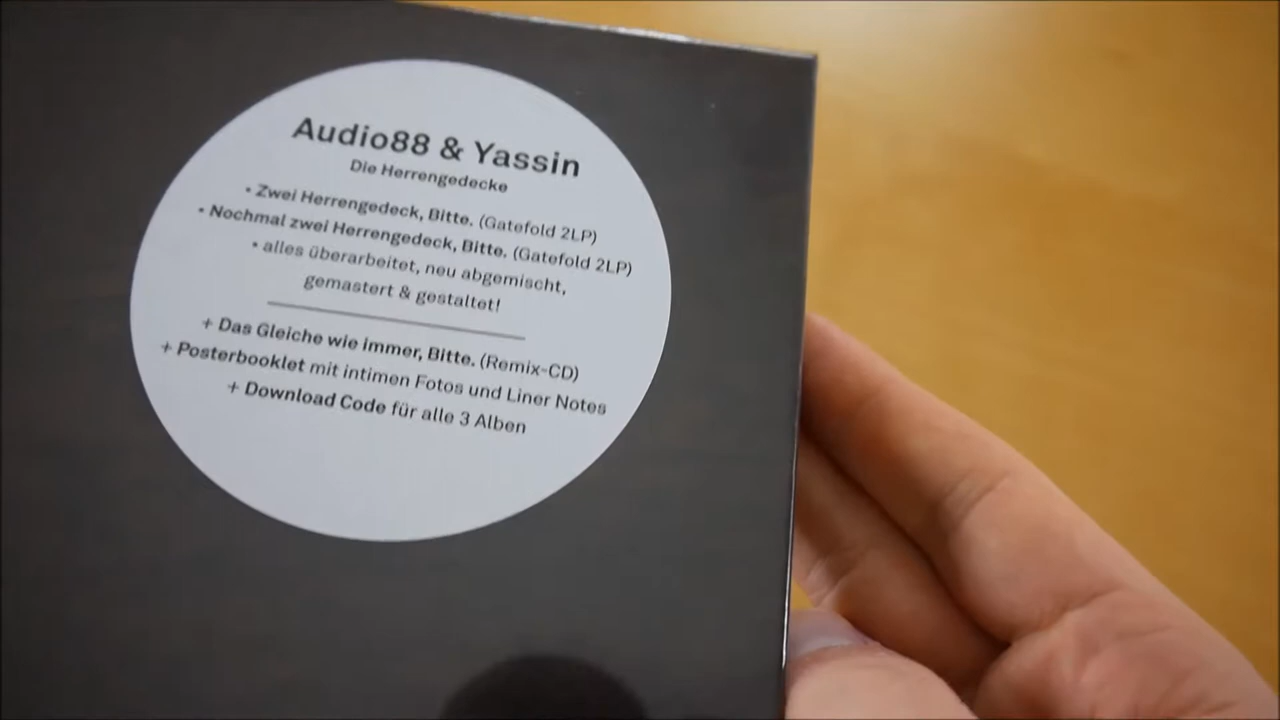 Audio88 & Yassin
Die Herrengedecke
• Zwei Herrengedeck, Bitte. (Gatefold 2LP)
• Nochmal zwei Herrengedeck, Bitte. (Gatefold 2LP)
• alles überarbeitet, neu abgemischt,
gemastert & gestaltet!
+ Das Gleiche wie immer, Bitte. (Remix-CD)
+ Posterbooklet mit intimen Fotos und Liner Notes
+ Download Code für alle 3 Alben